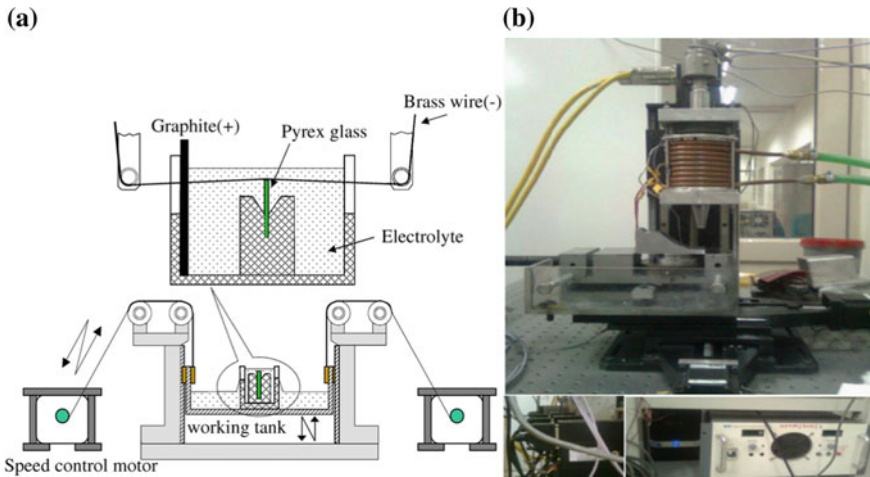 (a)
(b)
Graphite(+)
Brass wire(-)
Pyrex glass
Electrolyte
working tank
Speed control motor